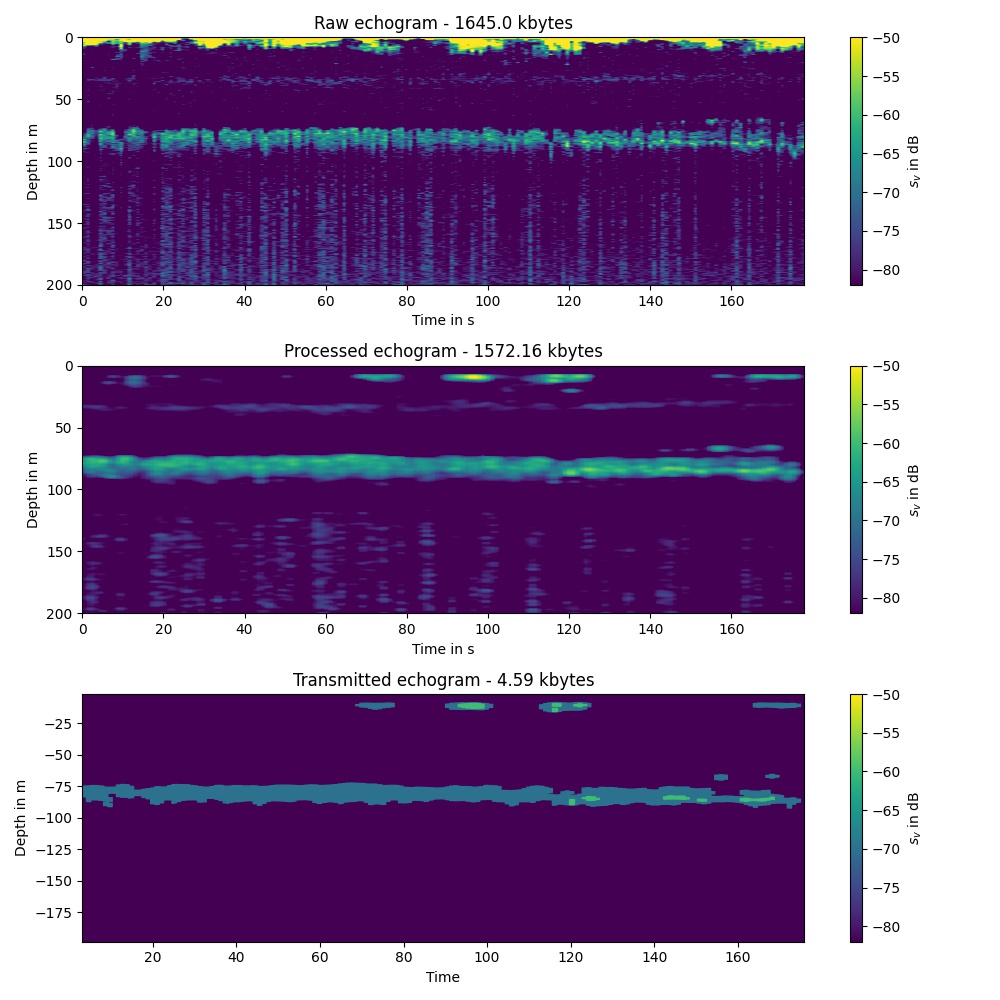 Raw echogram - 1645.0 kbytes
0
50
100
150
200
Depth in m
0 20 40 60 80 100 120 140 160
Time in s
−50
−55
−60
−65
−70
−75
−80
sv in dB
Processed echogram - 1572.16 kbytes
0
50
100
150
200
Depth in m
0 20 40 60 80 100 120 140 160
Time in s
−50
−55
−60
−65
−70
−75
−80
sv in dB
Transmitted echogram - 4.59 kbytes
−25
−50
−75
−100
−125
−150
−175
Depth in m
20 40 60 80 100 120 140 160
Time
−50
−55
−60
−65
−70
−75
−80
sv in dB